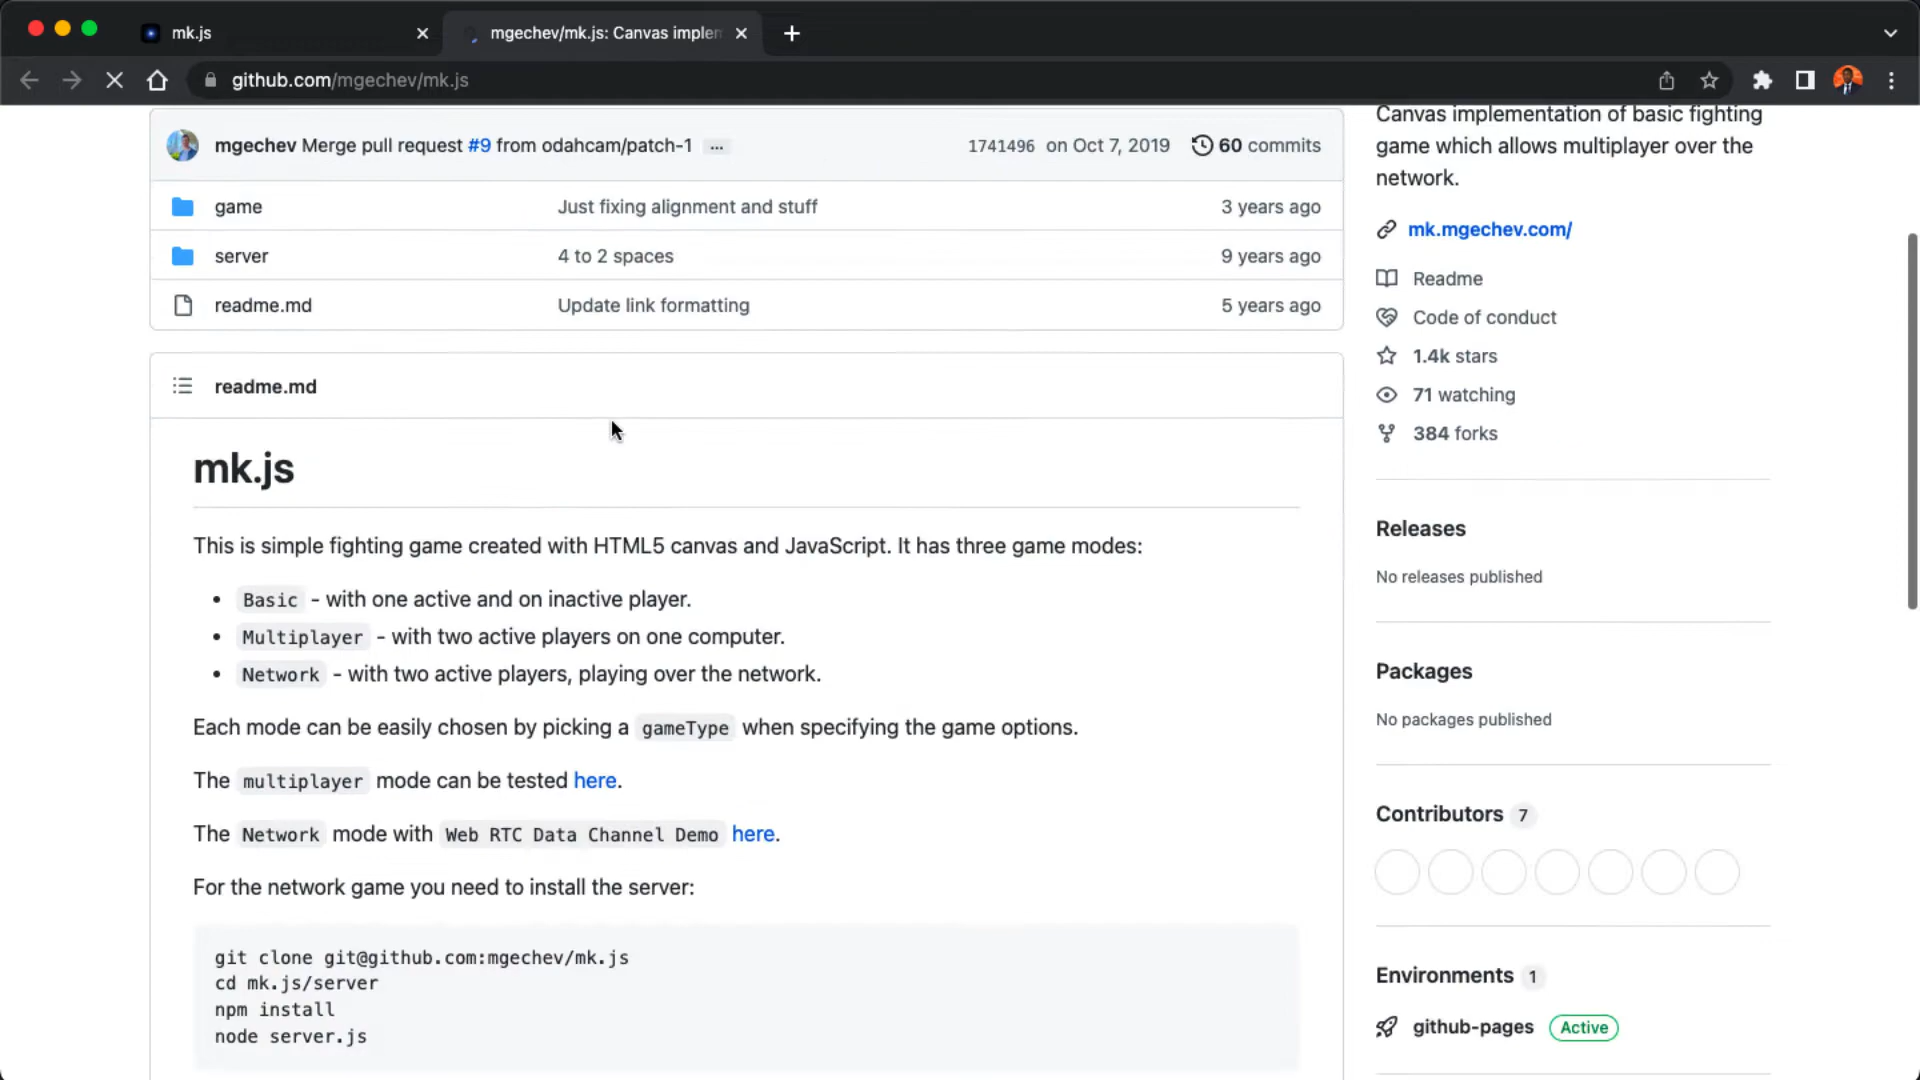 mk.js
mgechev/mk.js: Canvas imple
github.com/mgechev/mk.js
mgechev Merge pull request #9 from odahcam/patch-1 ...
1741496 on Oct 7, 2019 60 commits
game Just fixing alignment and stuff 3 years ago
server 4 to 2 spaces 9 years ago
readme.md Update link formatting 5 years ago
readme.md
mk.js
This is simple fighting game created with HTML5 canvas and JavaScript. It has three game modes:
• Basic - with one active and on inactive player.
• Multiplayer - with two active players on one computer.
• Network - with two active players, playing over the network.
Each mode can be easily chosen by picking a gameType when specifying the game options.
The multiplayer mode can be tested here.
The Network mode with Web RTC Data Channel Demo here.
For the network game you need to install the server:
git clone git@github.com:mgechev/mk.js
cd mk.js/server
npm install
node server.js
Canvas implementation of basic fighting
game which allows multiplayer over the
network.
mk.mgechev.com/
Readme
Code of conduct
1.4k stars
71 watching
384 forks
Releases
No releases published
Packages
No packages published
Contributors 7
Environments 1
github-pages Active